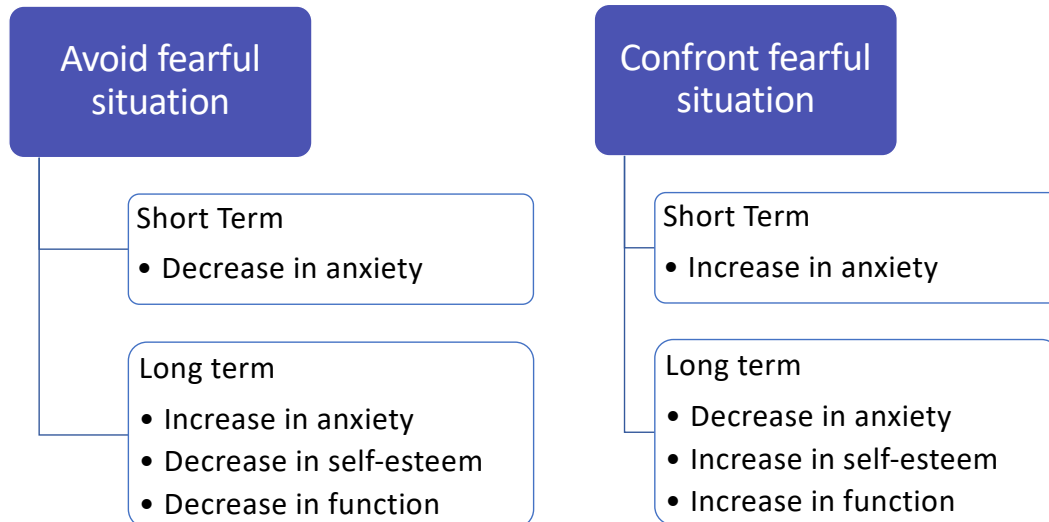 Avoid fearful
situation
Short Term
• Decrease in anxiety
Long term
• Increase in anxiety
• Decrease in self-esteem
• Decrease in function
Confront fearful
situation
Short Term
• Increase in anxiety
Long term
• Decrease in anxiety
• Increase in self-esteem
• Increase in function